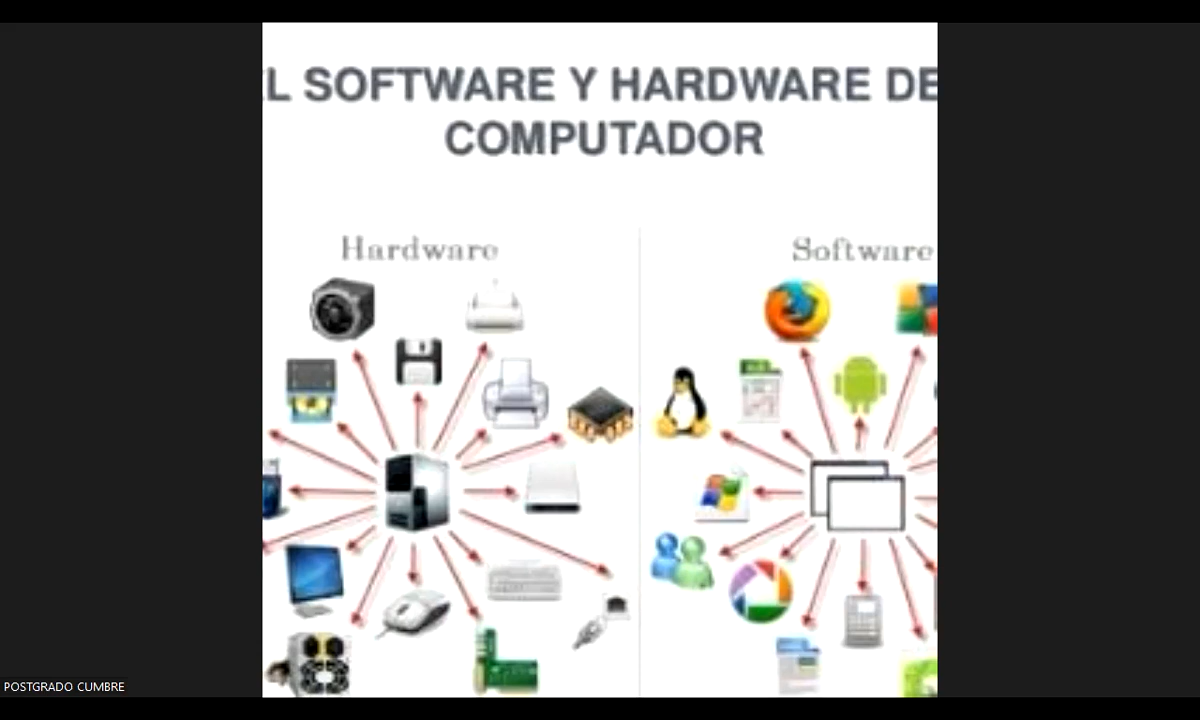 L SOFTWARE Y HARDWARE DE
COMPUTADOR
Hardware
Software
POSTGRADO CUMBRE